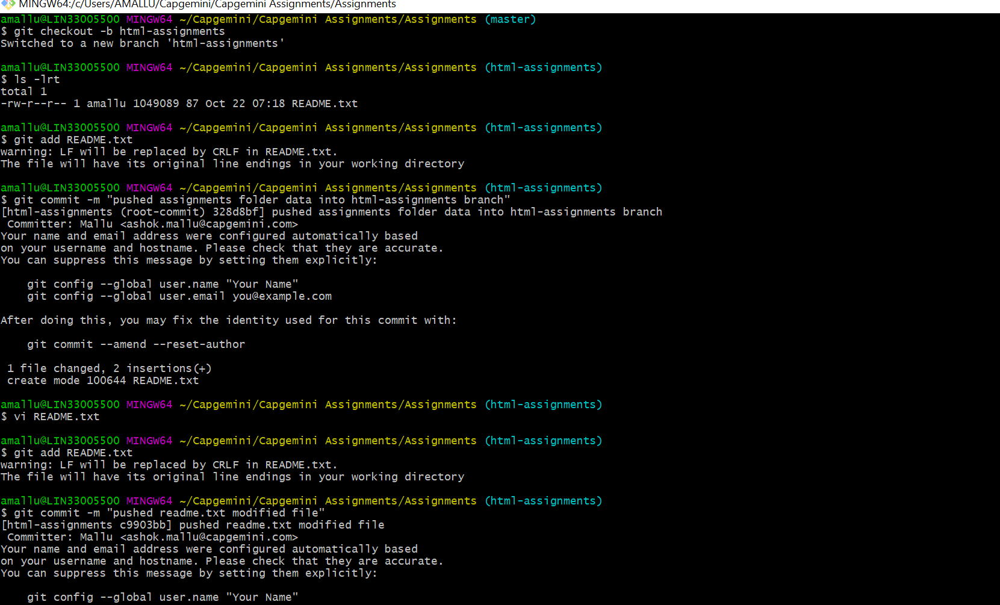 MINGW64:/c/Users/AMALLU/Capgemini/Capgemini Assignments/Assignments
amallu@LIN33005500 MINGW64 ~/Capgemini/Capgemini Assignments/Assignments (master)
$ git checkout -b html-assignments
Switched to a new branch 'html-assignments'
amallu@LIN33005500 MINGW64 ~/Capgemini/Capgemini Assignments/Assignments (html-assignments)
$ ls -lrt
total 1
-rw-r--r-- 1 amallu 1049089 87 Oct 22 07:18 README.txt
amallu@LIN33005500 MINGW64 ~/Capgemini/Capgemini Assignments/Assignments (html-assignments)
$ git add README.txt
warning: LF will be replaced by CRLF in README.txt.
The file will have its original line endings in your working directory
amallu@LIN33005500 MINGW64 ~/Capgemini/Capgemini Assignments/Assignments (html-assignments)
$ git commit -m "pushed assignments folder data into html-assignments branch"
[html-assignments (root-commit) 328d8bf] pushed assignments folder data into html-assignments branch
 Committer: Mallu <ashok.mallu@capgemini.com>
Your name and email address were configured automatically based
on your username and hostname. Please check that they are accurate.
You can suppress this message by setting them explicitly:
    git config --global user.name "Your Name"
    git config --global user.email you@example.com
After doing this, you may fix the identity used for this commit with:
    git commit --amend --reset-author
 1 file changed, 2 insertions(+)
 create mode 100644 README.txt
amallu@LIN33005500 MINGW64 ~/Capgemini/Capgemini Assignments/Assignments (html-assignments)
$ vi README.txt
amallu@LIN33005500 MINGW64 ~/Capgemini/Capgemini Assignments/Assignments (html-assignments)
$ git add README.txt
warning: LF will be replaced by CRLF in README.txt.
The file will have its original line endings in your working directory
amallu@LIN33005500 MINGW64 ~/Capgemini/Capgemini Assignments/Assignments (html-assignments)
$ git commit -m "pushed readme.txt modified file"
[html-assignments c9903bb] pushed readme.txt modified file
 Committer: Mallu <ashok.mallu@capgemini.com>
Your name and email address were configured automatically based
on your username and hostname. Please check that they are accurate.
You can suppress this message by setting them explicitly:
    git config --global user.name "Your Name"